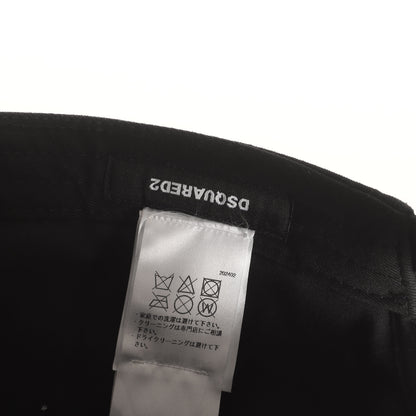 DSQUARED2
202402
・家庭での洗濯は避けて下さい。
・クリーニングは専門店にご相談
下さい。
・ドライクリーニングは避けて下
さい。